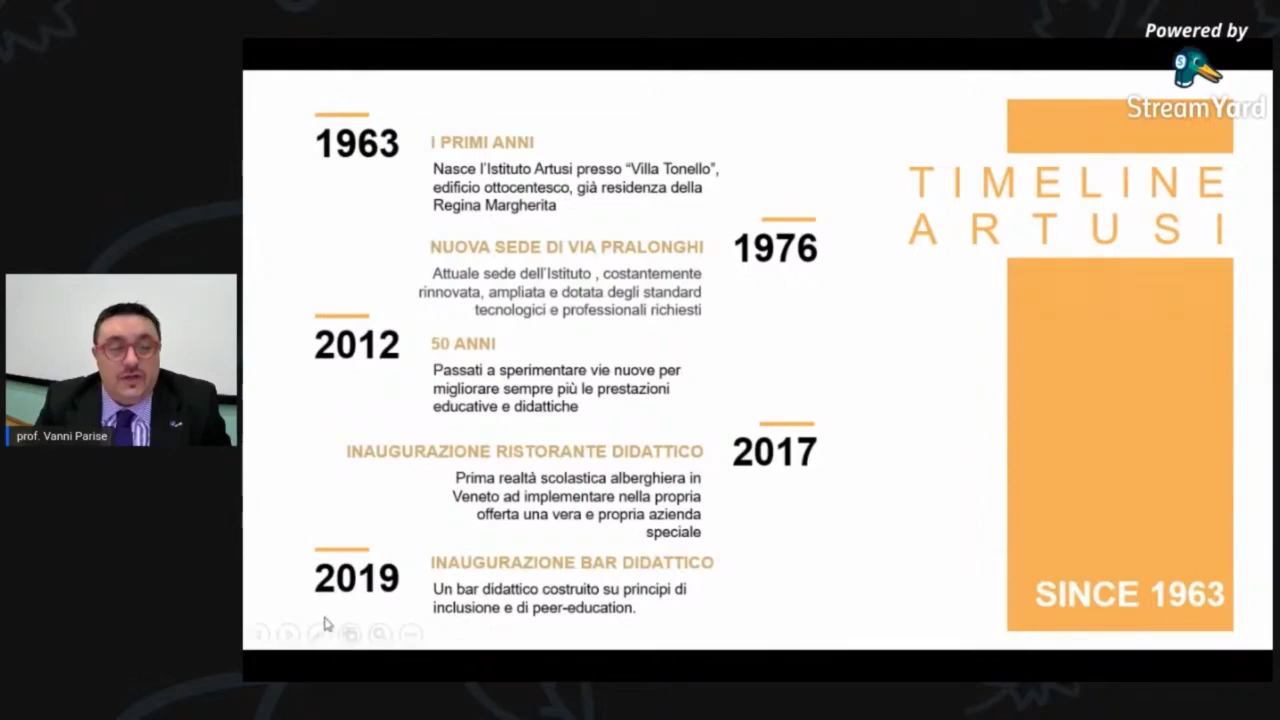 Powered by
StreamYard
TIMELINE
ARTUSI
1963
I PRIMI ANNI
Nasce l'Istituto Artusi presso “Villa Tonello”,
edificio ottocentesco, già residenza della
Regina Margherita
NUOVA SEDE DI VIA PRALONGHI
1976
Attuale sede dell'Istituto , costantemente
rinnovata, ampliata e dotata degli standard
tecnologici e professionali richiesti
2012
50 ANNI
Passati a sperimentare vie nuove per
migliorare sempre più le prestazioni
educative e didattiche
INAUGURAZIONE RISTORANTE DIDATTICO
2017
Prima realtà scolastica alberghiera in
Veneto ad implementare nella propria
offerta una vera e propria azienda
speciale
2019
INAUGURAZIONE BAR DIDATTICO
Un bar didattico costruito su principi di
inclusione e di peer-education.
SINCE 1963
prof. Vanni Parise